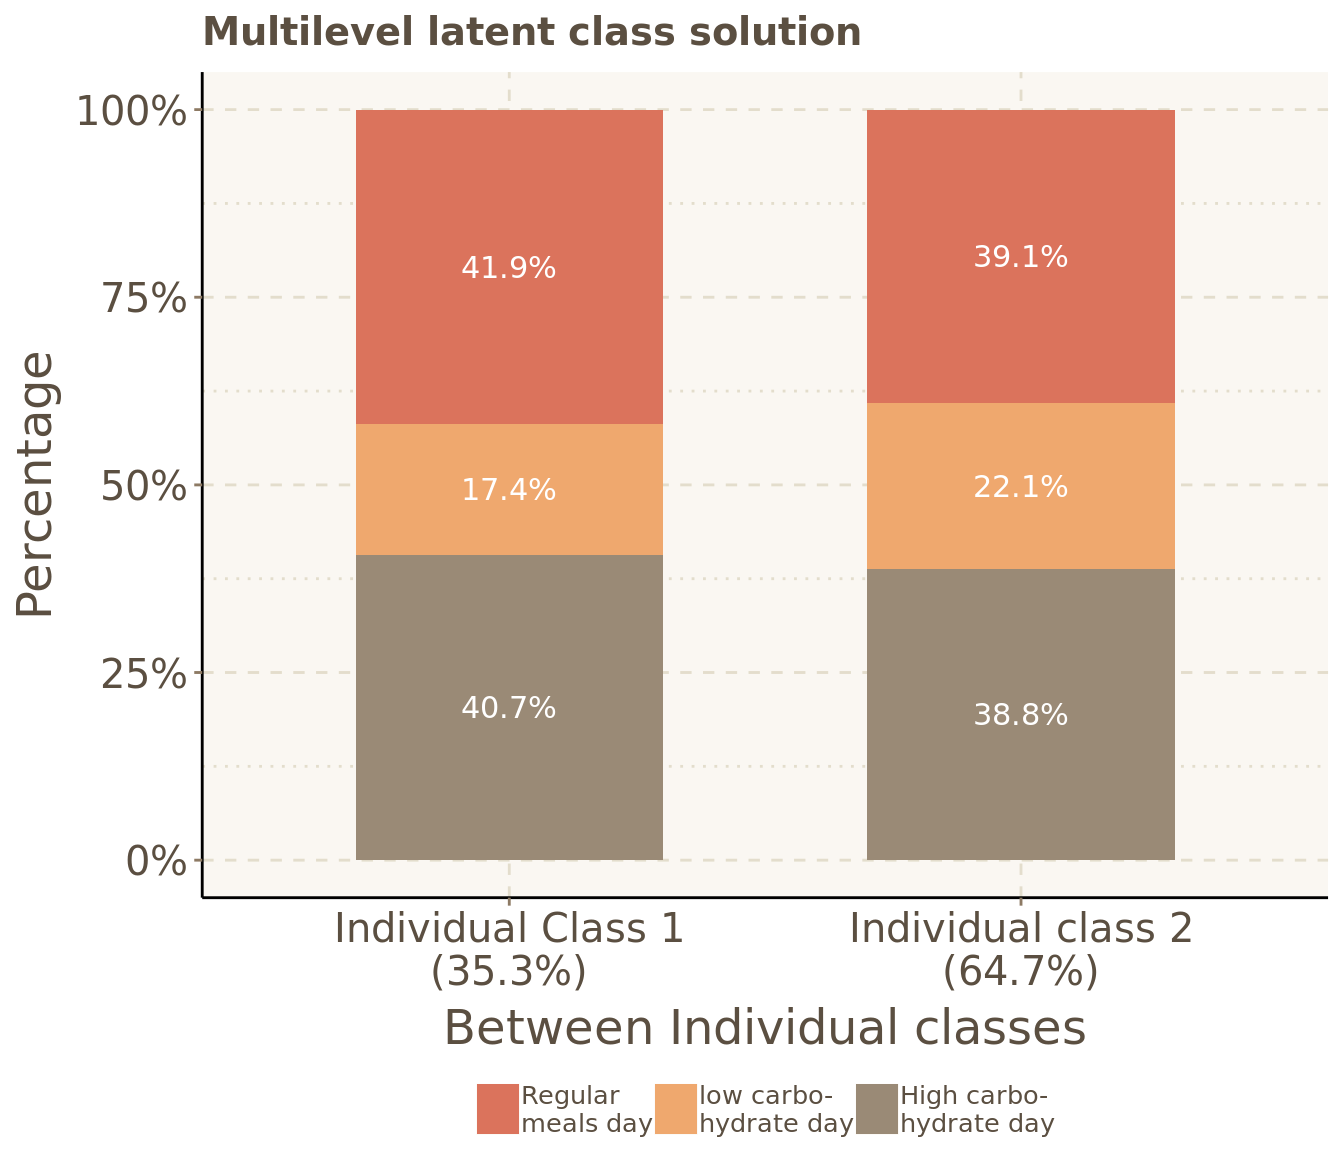 Multilevel latent class solution
100%
75%
50%
25%
0%
Percentage
41.9%
17.4%
40.7%
39.1%
22.1%
38.8%
Individual Class 1
(35.3%)
Individual class 2
(64.7%)
Between Individual classes
Regular
meals day
low carbo-
hydrate day
High carbo-
hydrate day